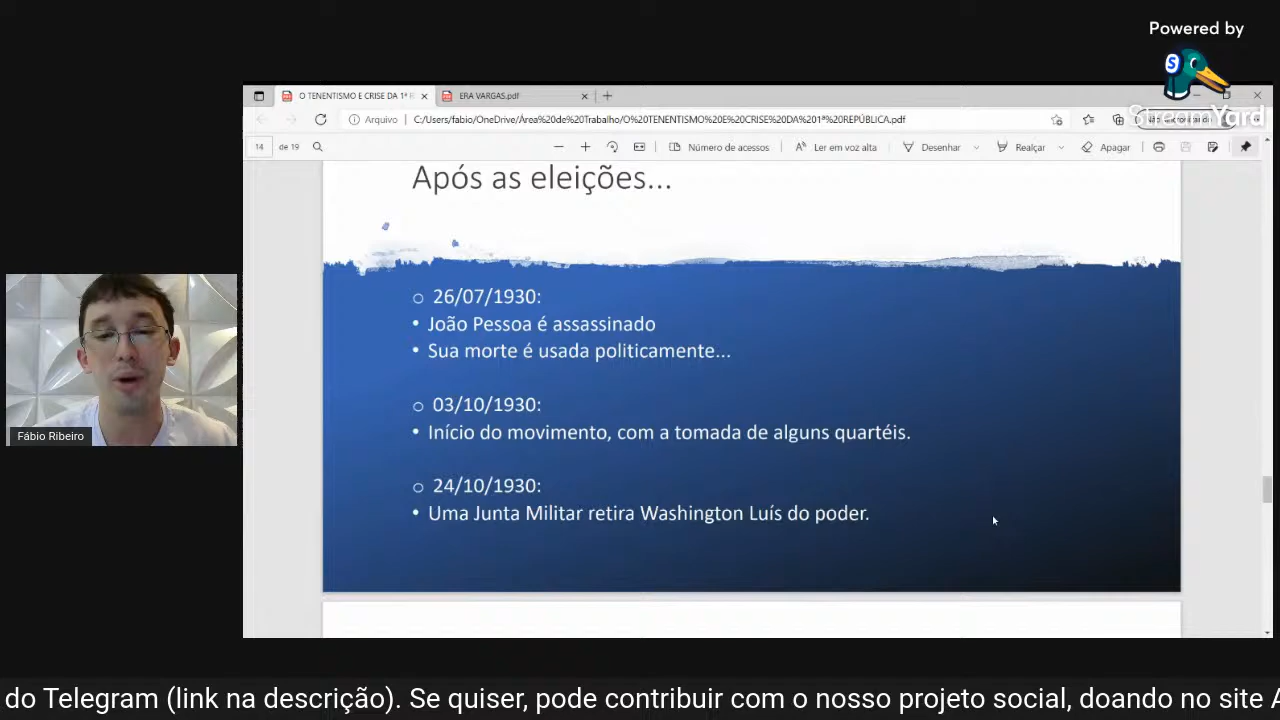 Powered by
S
StreamYard
O TENENTISMO E CRISE DA 1ª
ERA VARGAS.pdf
Arquivo
C:/Users/fabio/OneDrive/Área%20de%20Trabalho/O%20TENENTISMO%20E%20CRISE%20DA%201ª%20REPÚBLICA.pdf
14
de 19
Número de acessos
Ler em voz alta
Desenhar
Realçar
Apagar
Após as eleições...
26/07/1930:
• João Pessoa é assassinado
• Sua morte é usada politicamente...
03/10/1930:
• Início do movimento, com a tomada de alguns quartéis.
24/10/1930:
• Uma Junta Militar retira Washington Luís do poder.
Fábio Ribeiro
do Telegram (link na descrição). Se quiser, pode contribuir com o nosso projeto social, doando no site